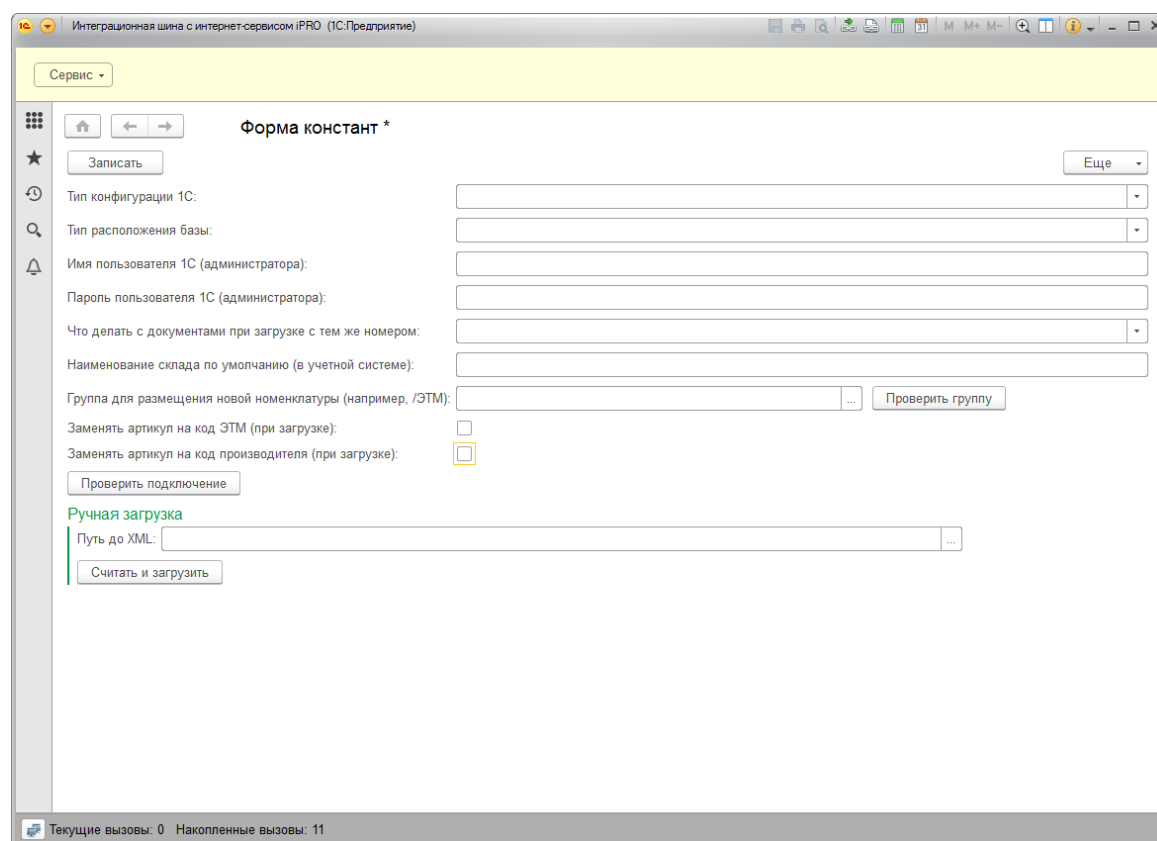 1С Интеграционная шина с интернет-сервисом iPRO (1С:Предприятие) 31 M M+ M-
Сервис
Форма констант *
Записать Еще
Тип конфигурации 1С:
Тип расположения базы:
Имя пользователя 1С (администратора):
Пароль пользователя 1С (администратора):
Что делать с документами при загрузке с тем же номером:
Наименование склада по умолчанию (в учетной системе):
Группа для размещения новой номенклатуры (например, /ЭТМ): ... Проверить группу
Заменять артикул на код ЭТМ (при загрузке):
Заменять артикул на код производителя (при загрузке):
Проверить подключение
Ручная загрузка
Путь до XML: ...
Считать и загрузить
Текущие вызовы: 0 Накопленные вызовы: 11